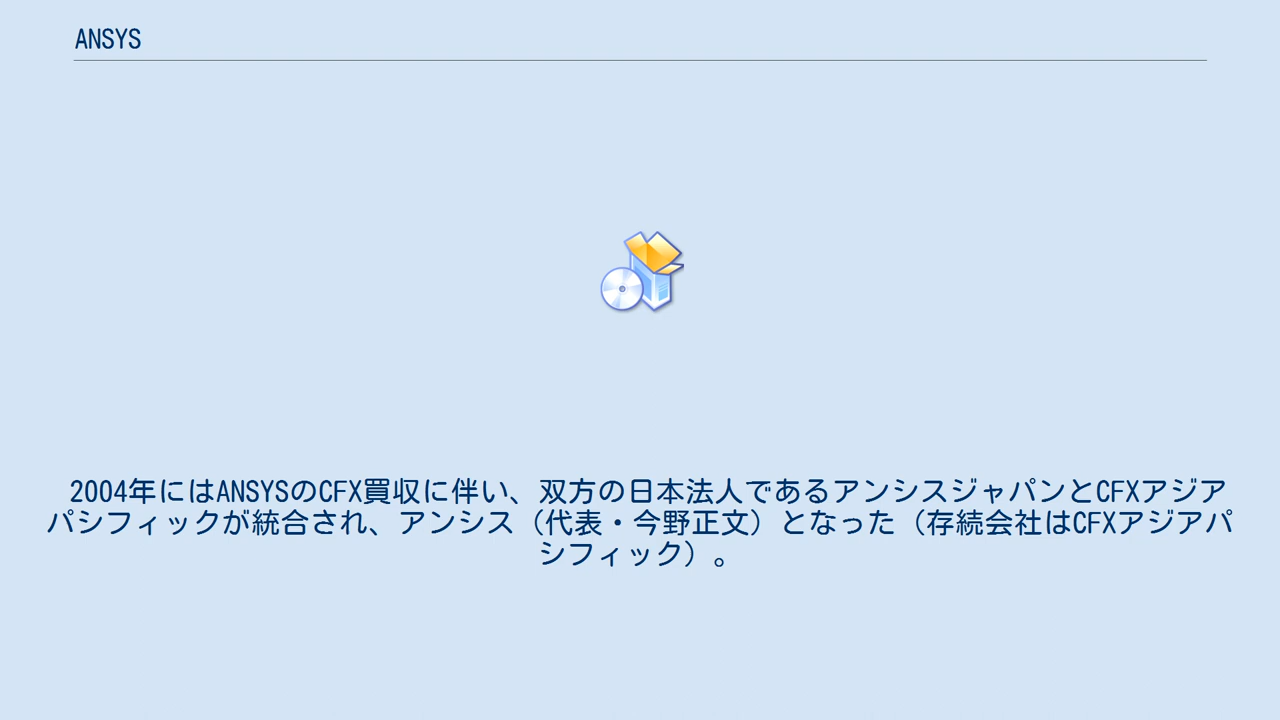 ANSYS
2004年にはANSYSのCFX買収に伴い、双方の日本法人であるアンシスジャパンとCFXアジア
パシフィックが統合され、アンシス（代表・今野正文）となった（存続会社はCFXアジアパ
シフィック）。